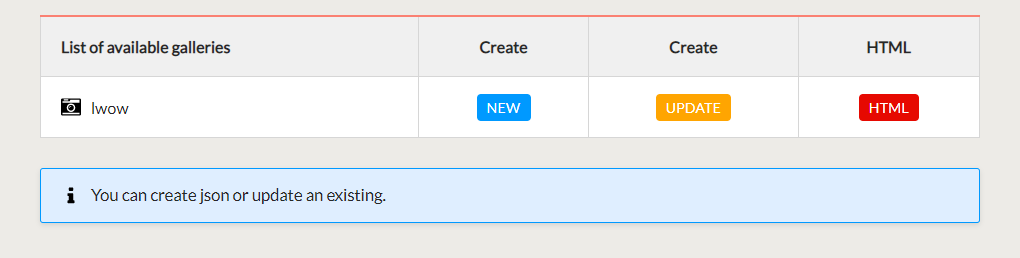 List of available galleries Create Create HTML
lwow NEW UPDATE HTML
You can create json or update an existing.